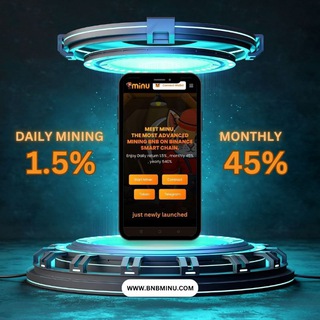 minu
DAILY MINING
1.5%
MONTHLY
45%
MEET MINU,
THE MOST ADVANCED
MINING BNB ON BINANCE
SMART CHAIN.
Enjoy Daily return 1.5%, monthly 45%
yearly 540%
just newly launched
WWW.BNBMINU.COM